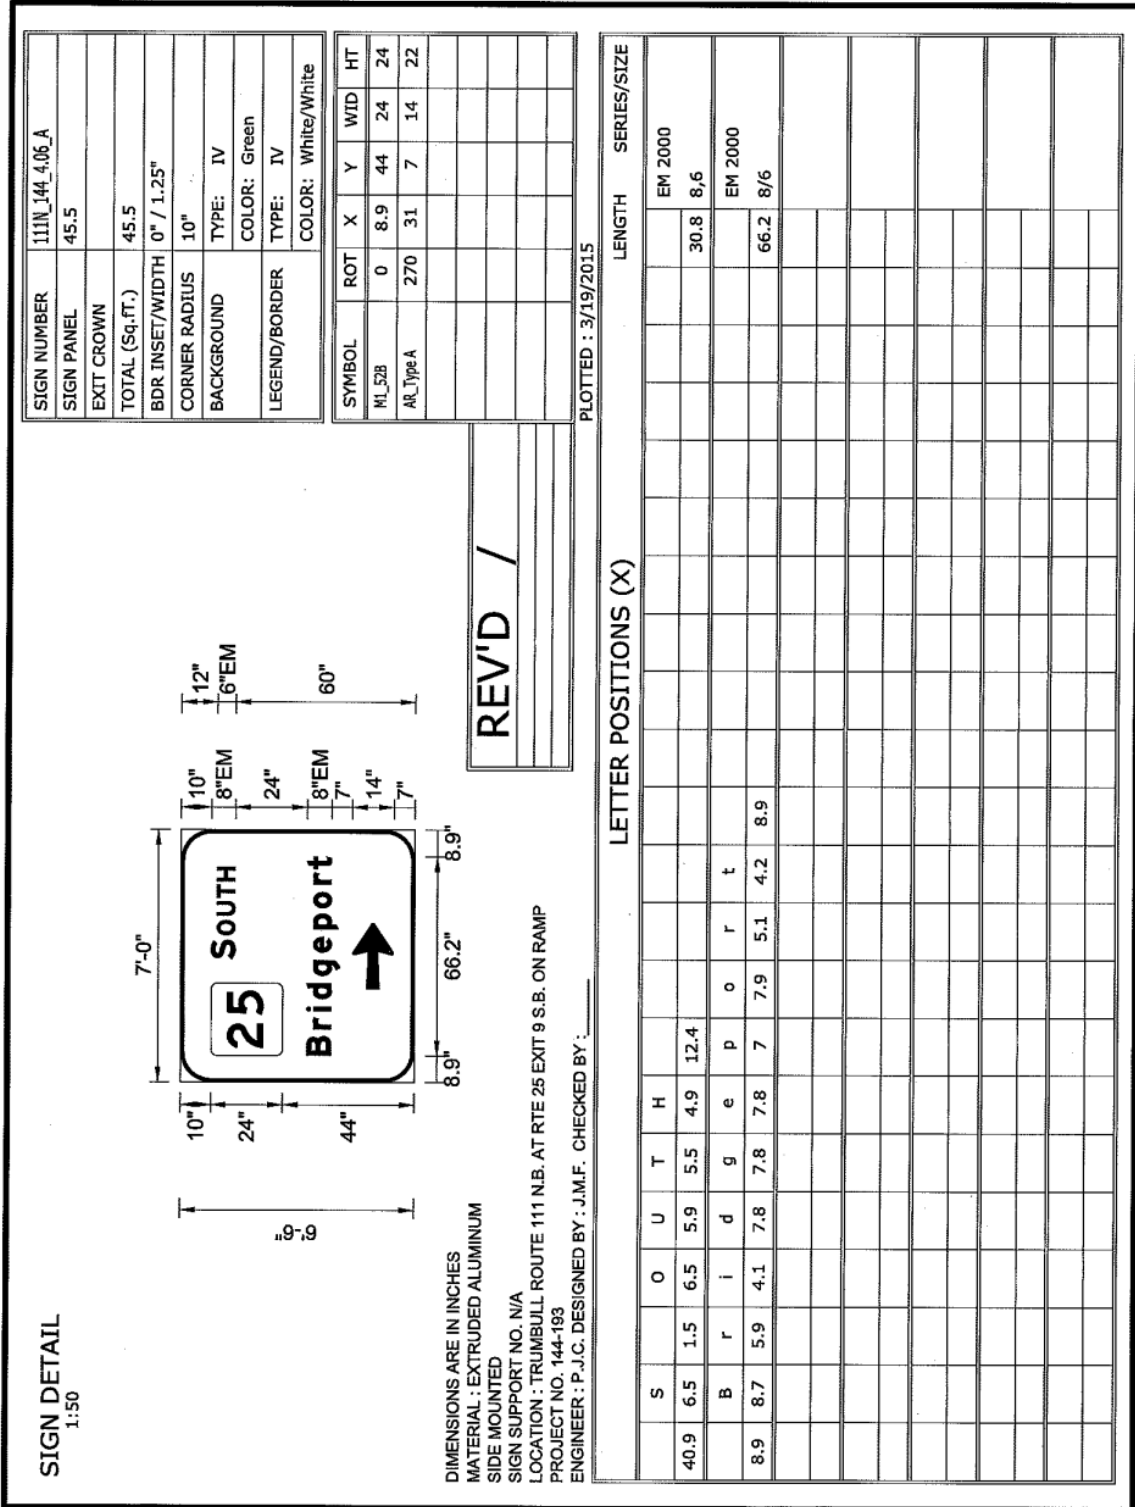 SIGN DETAIL
1:50
7'-0"
6'-6"
10"
24"
44"
25 SOUTH
Bridgeport
10"
8"EM
24"
8"EM
7"
14"
7"
12"
6"EM
60"
8.9" 66.2" 8.9"
DIMENSIONS ARE IN INCHES
MATERIAL : EXTRUDED ALUMINUM
SIDE MOUNTED
SIGN SUPPORT NO. N/A
LOCATION : TRUMBULL ROUTE 111 N.B. AT RTE 25 EXIT 9 S.B. ON RAMP
PROJECT NO. 144-193
ENGINEER : P.J.C. DESIGNED BY : J.M.F. CHECKED BY :
REV'D /
SIGN NUMBER 111N_144_4.06_A
SIGN PANEL 45.5
EXIT CROWN
TOTAL (Sq.fT.) 45.5
BDR INSET/WIDTH 0" / 1.25"
CORNER RADIUS 10"
BACKGROUND TYPE: IV
COLOR: Green
LEGEND/BORDER TYPE: IV
COLOR: White/White
SYMBOL ROT X Y WID HT
M1_52B 0 8.9 44 24 24
AR_Type A 270 31 7 14 22
PLOTTED : 3/19/2015
LETTER POSITIONS (X) LENGTH SERIES/SIZE
S O U T H EM 2000
40.9 6.5 1.5 6.5 5.9 5.5 4.9 12.4 30.8 8,6
B r i d g e p o r t EM 2000
8.9 8.7 5.9 4.1 7.8 7.8 7.8 7 7.9 5.1 4.2 8.9 66.2 8/6